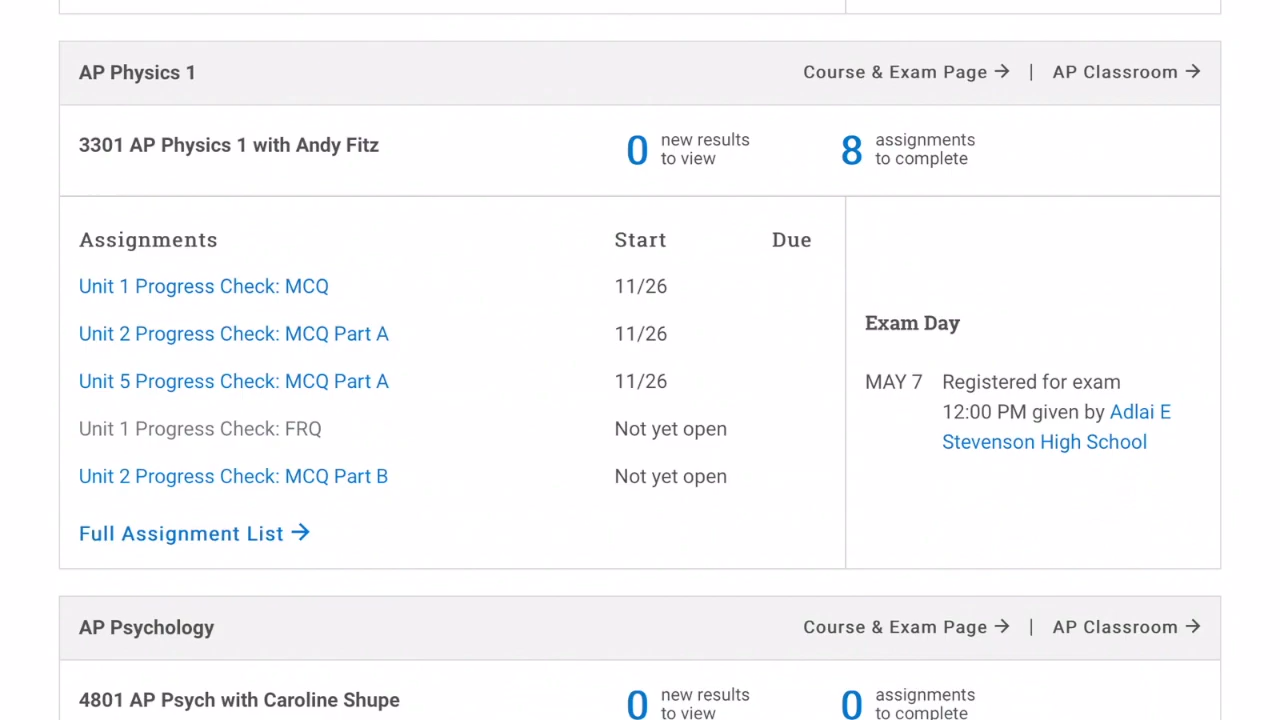 AP Physics 1
Course & Exam Page → | AP Classroom →
3301 AP Physics 1 with Andy Fitz
0 new results to view
8 assignments to complete
Assignments Start Due
Unit 1 Progress Check: MCQ 11/26
Unit 2 Progress Check: MCQ Part A 11/26
Unit 5 Progress Check: MCQ Part A 11/26
Unit 1 Progress Check: FRQ Not yet open
Unit 2 Progress Check: MCQ Part B Not yet open
Full Assignment List →
Exam Day
MAY 7 Registered for exam
12:00 PM given by Adlai E
Stevenson High School
AP Psychology
Course & Exam Page → | AP Classroom →
4801 AP Psych with Caroline Shupe
0 new results to view
0 assignments to complete